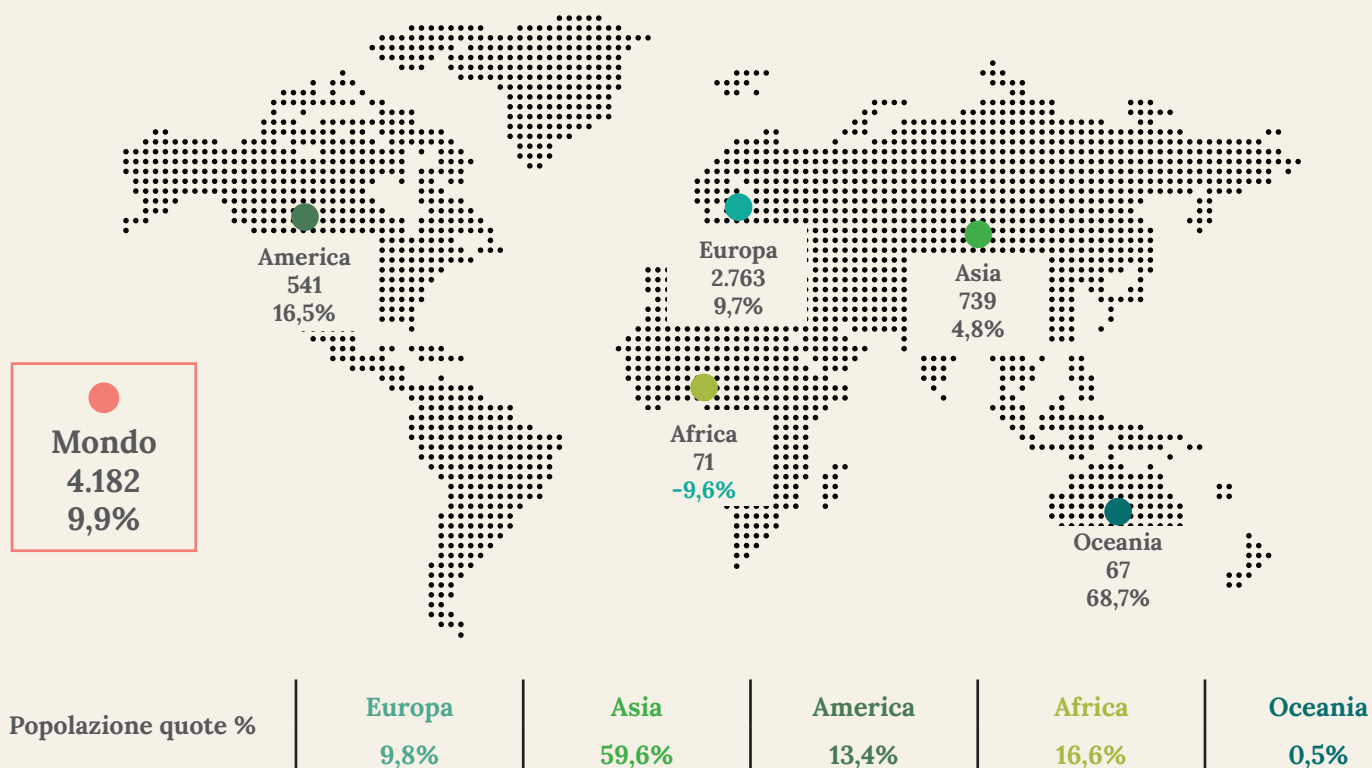 America
541
16,5%
Europa
2.763
9,7%
Asia
739
4,8%
Mondo
4.182
9,9%
Africa
71
-9,6%
Oceania
67
68,7%
Popolazione quote %
Europa
9,8%
Asia
59,6%
America
13,4%
Africa
16,6%
Oceania
0,5%